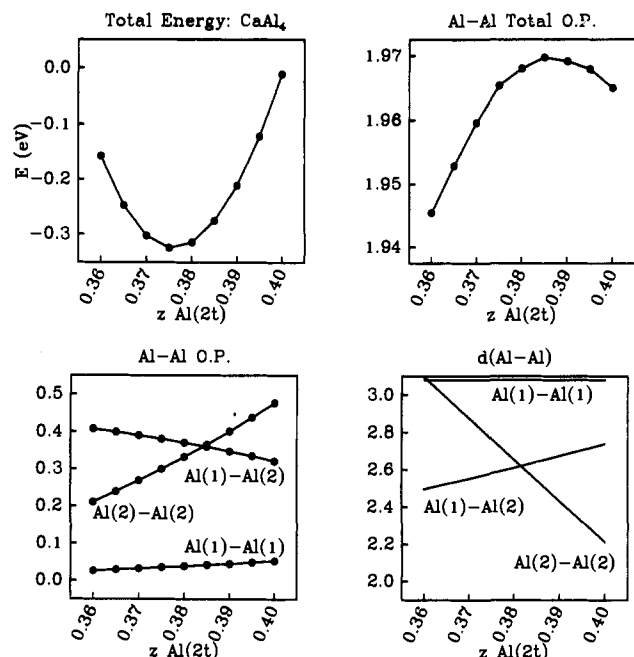 Total Energy: CaAl₄
E (eV)
0.0
-0.1
-0.2
-0.3
0.36
0.37
0.38
0.39
0.40
z Al(2t)
Al-Al Total O.P.
1.97
1.96
1.95
1.94
0.36
0.37
0.38
0.39
0.40
z Al(2t)
Al-Al O.P.
0.5
0.4
0.3
0.2
0.1
0.0
Al(1)-Al(2)
Al(2)-Al(2)
Al(1)-Al(1)
0.36
0.37
0.38
0.39
0.40
z Al(2t)
d(Al-Al)
3.0
2.8
2.6
2.4
2.2
2.0
Al(1)-Al(1)
Al(1)-Al(2)
Al(2)-Al(2)
0.36
0.37
0.38
0.39
0.40
z Al(2t)